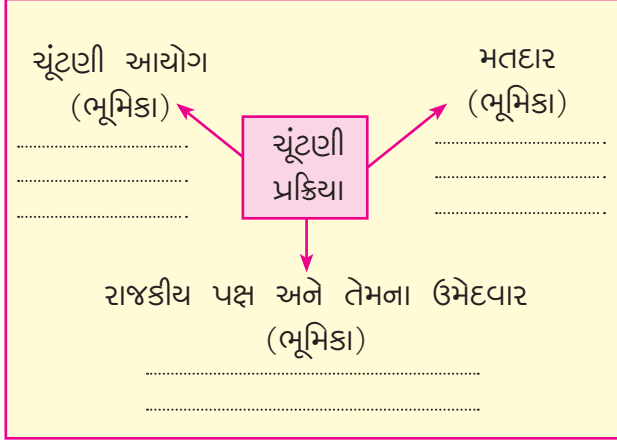 ચૂંટણી આયોગ
(ભૂમિકા)
મતદાર
(ભૂમિકા)
ચૂંટણી
પ્રક્રિયા
રાજકીય પક્ષ અને તેમના ઉમેદવાર
(ભૂમિકા)